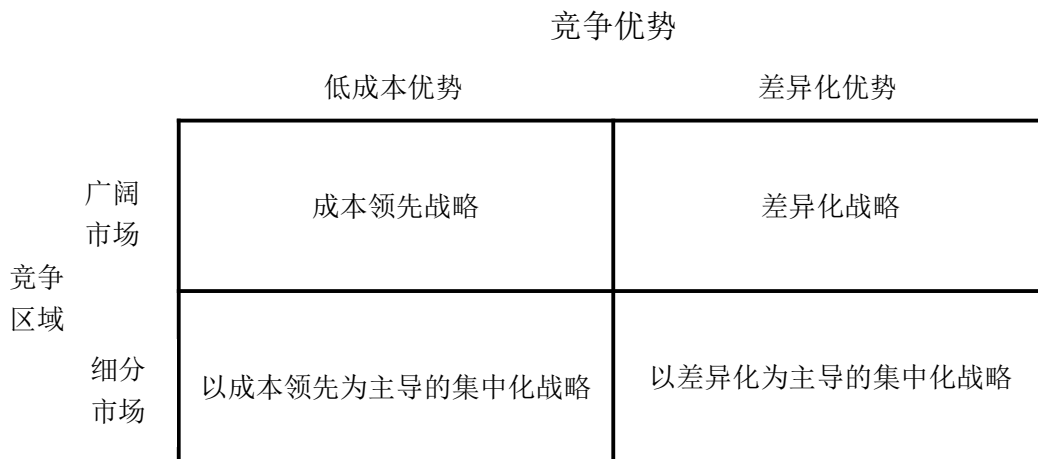 竞争优势
低成本优势
差异化优势
广阔
市场
成本领先战略
差异化战略
竞争
区域
细分
市场
以成本领先为主导的集中化战略
以差异化为主导的集中化战略